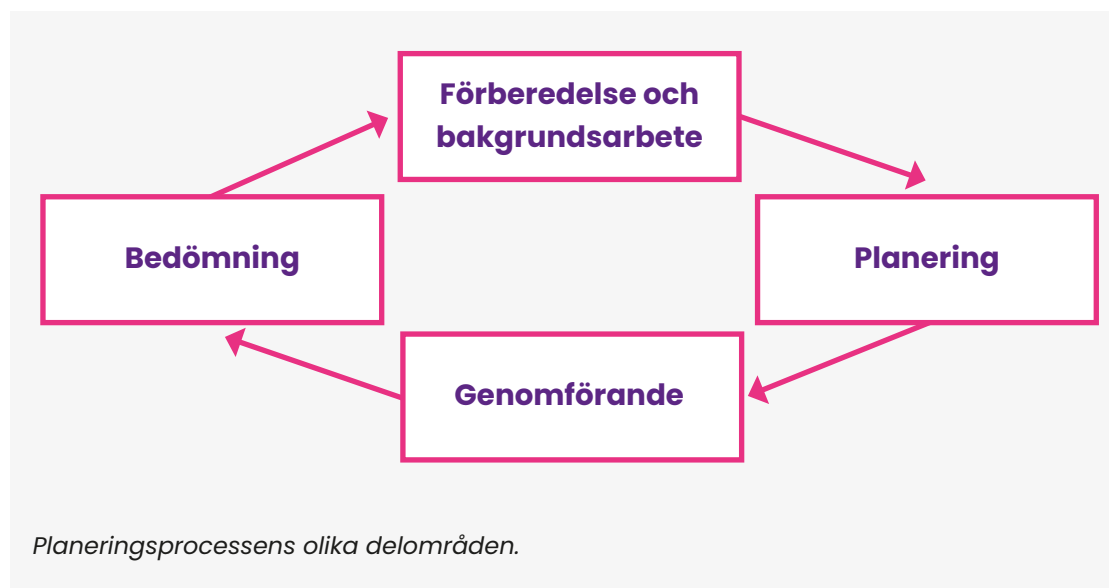 Förberedelse och
bakgrundsarbete
Bedömning
Planering
Genomförande
Planeringsprocessens olika delområden.